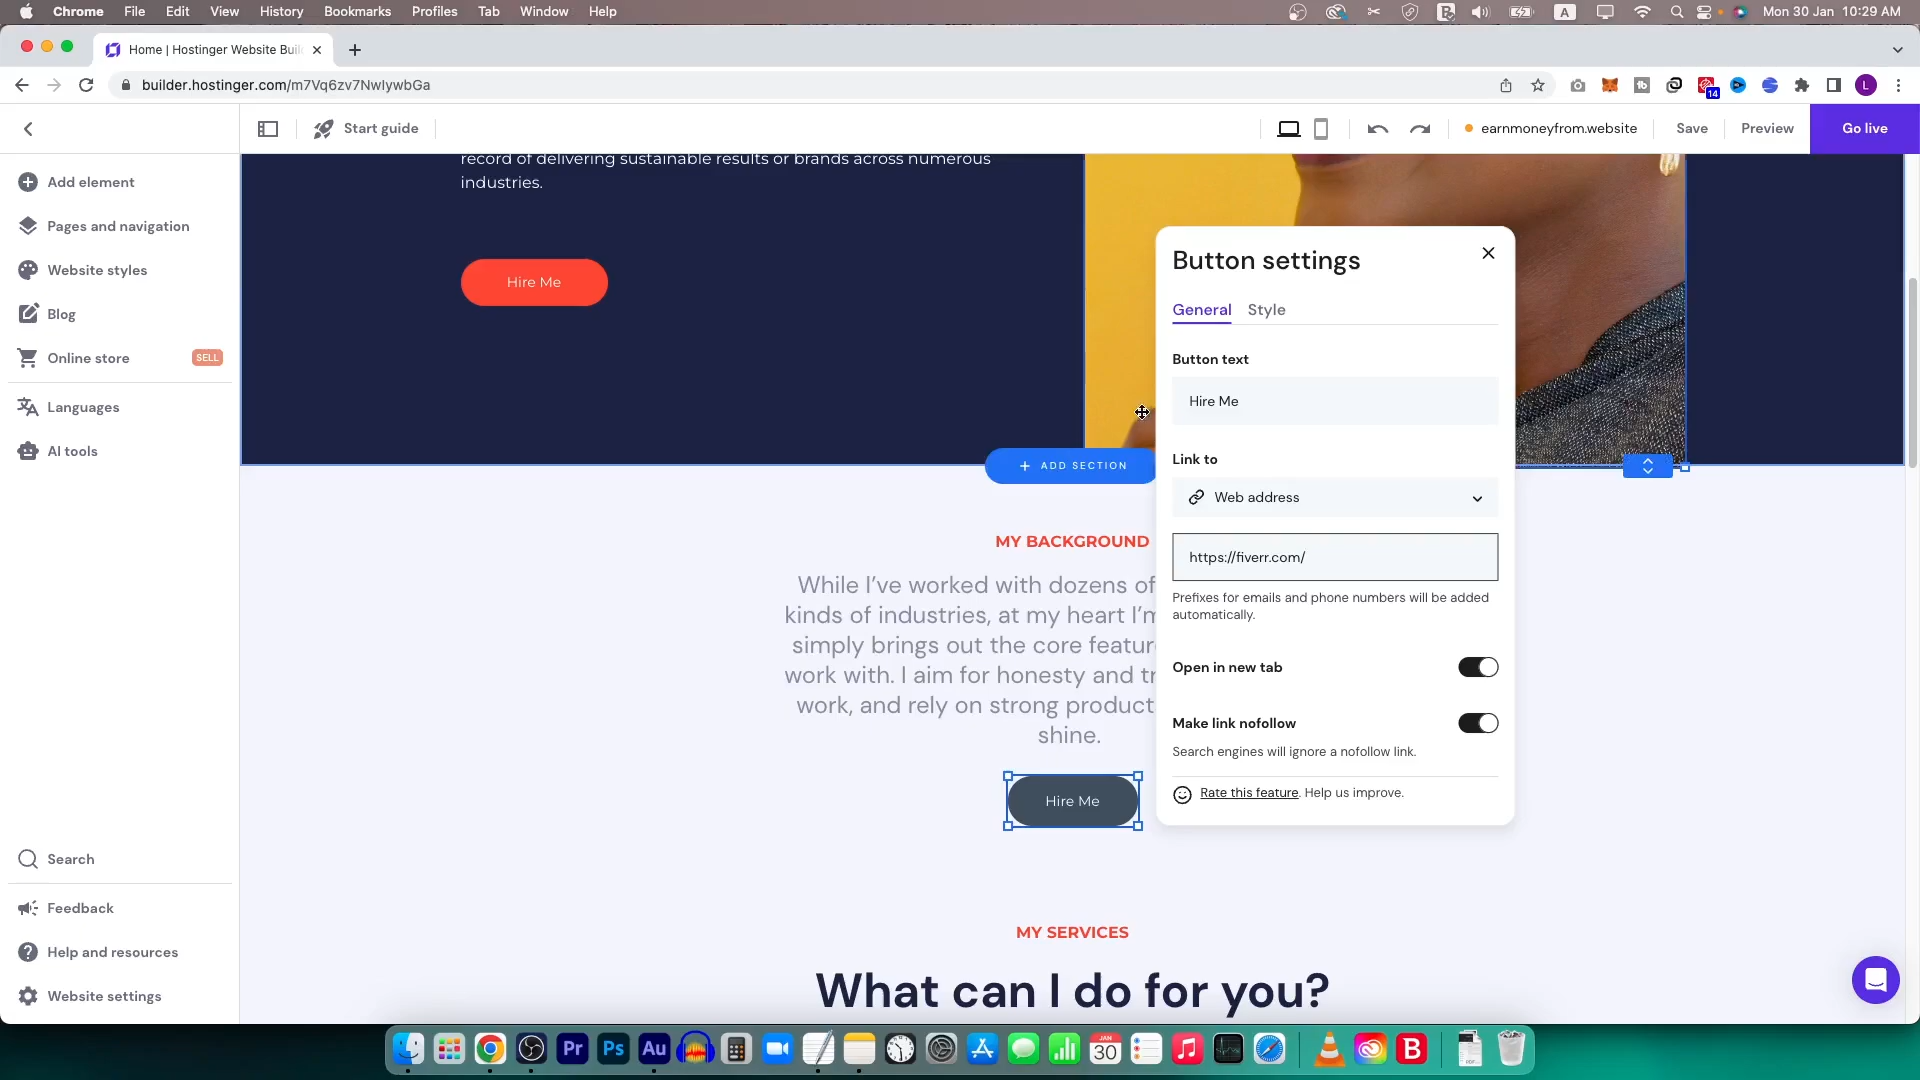 Chrome File Edit View History Bookmarks Profiles Tab Window Help
A
Mon 30 Jan 10:29 AM
Home | Hostinger Website Buil
builder.hostinger.com/m7Vq6zv7NwIywbGa
14
L
Start guide
earnmoneyfrom.website
Save
Preview
Go live
Add element
Pages and navigation
Website styles
Blog
Online store
SELL
Languages
AI tools
Search
Feedback
Help and resources
Website settings
record of delivering sustainable results or brands across numerous
industries.
Hire Me
ADD SECTION
MY BACKGROUND
While I've worked with dozens of
kinds of industries, at my heart I'm
simply brings out the core featur
work with. I aim for honesty and tr
work, and rely on strong product
shine.
Hire Me
MY SERVICES
What can I do for you?
Button settings
General Style
Button text
Hire Me
Link to
Web address
https://fiverr.com/
Prefixes for emails and phone numbers will be added
automatically.
Open in new tab
Make link nofollow
Search engines will ignore a nofollow link.
Rate this feature. Help us improve.
Pr
Ps
Au
JAN
30
B